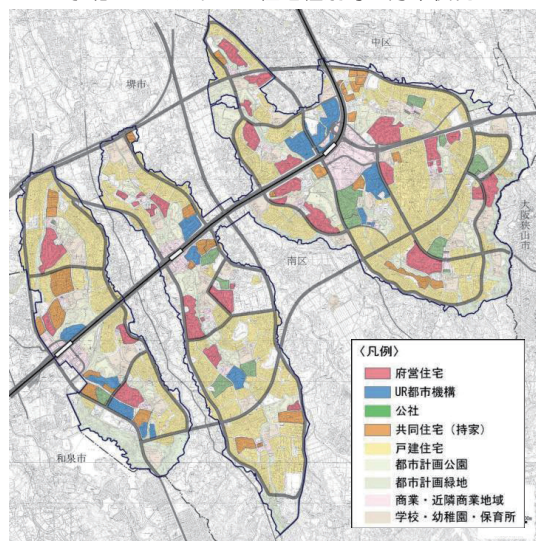 中区
堺市
大阪狭山市
南区
和泉市
〈凡例〉
府営住宅
UR都市機構
公社
共同住宅（持家）
戸建住宅
都市計画公園
都市計画緑地
商業・近隣商業地域
学校・幼稚園・保育所